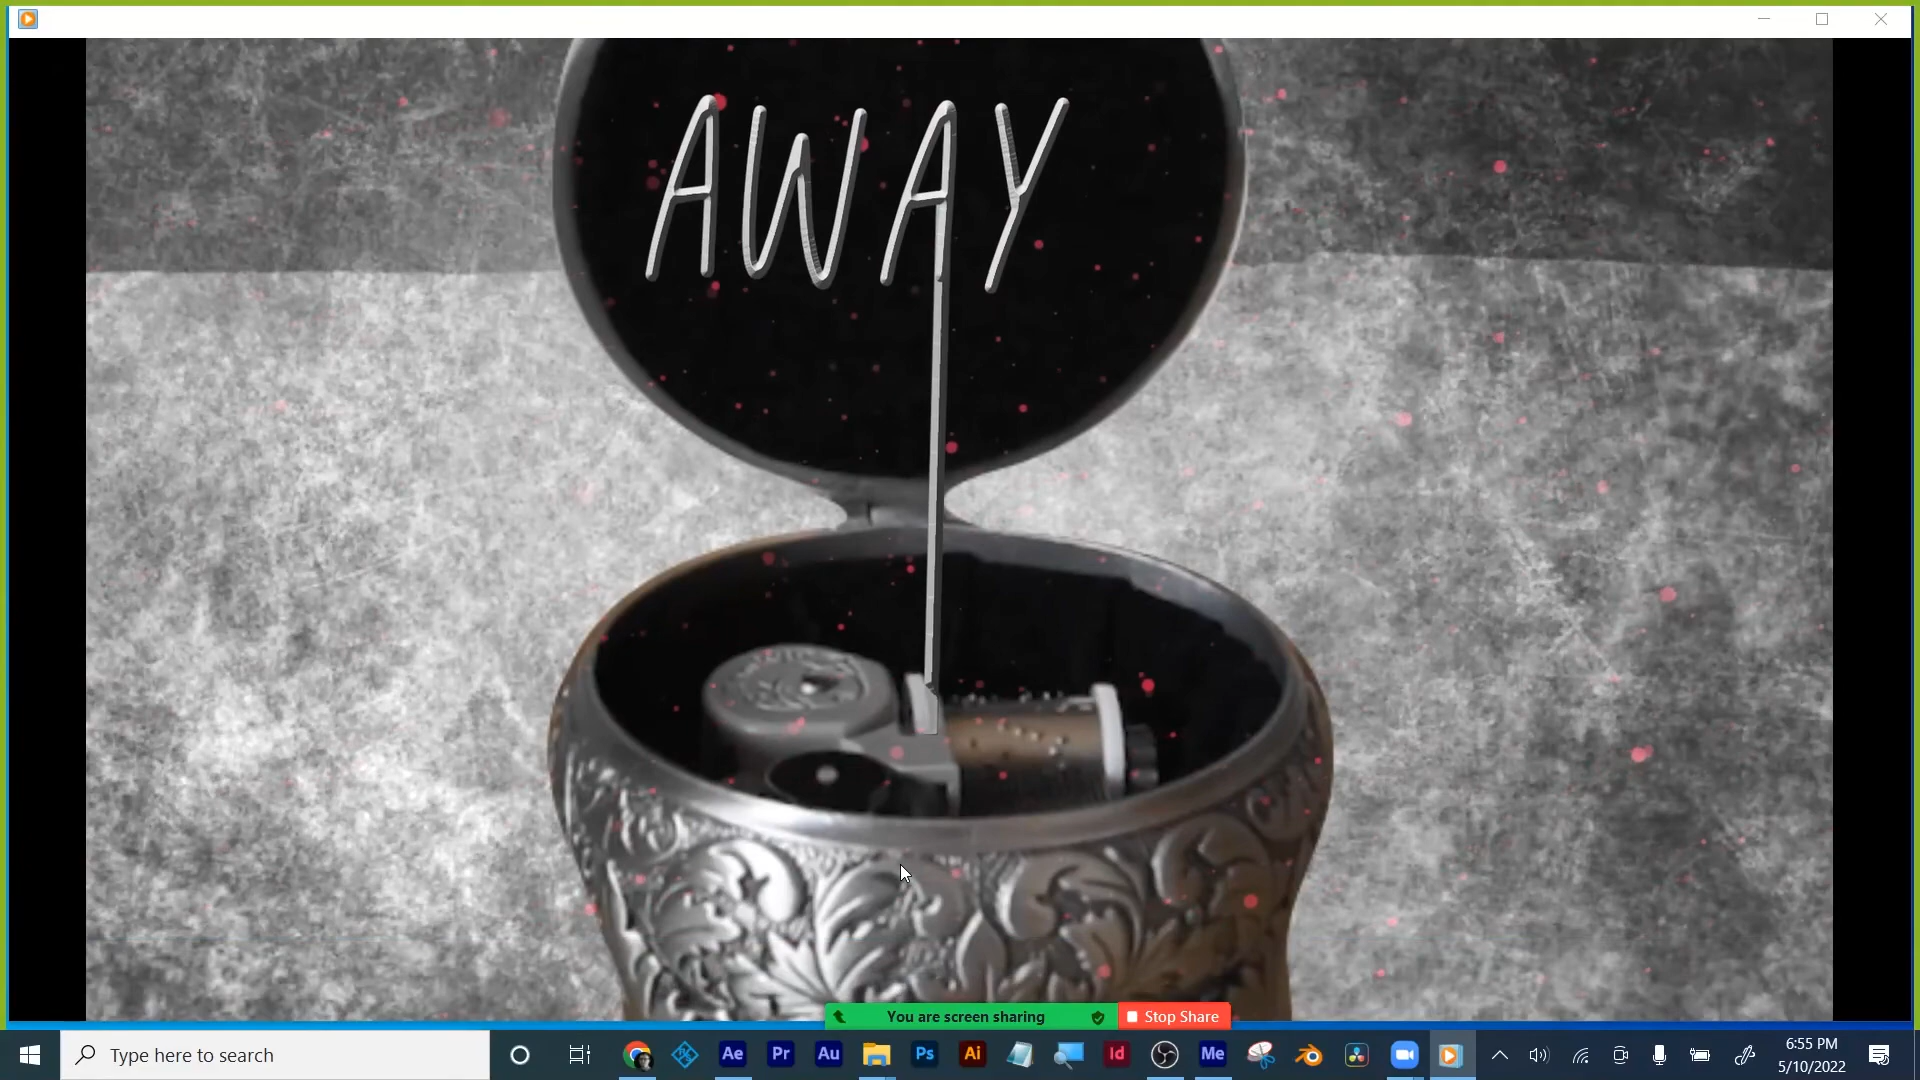 AWAY
You are screen sharing
Stop Share
Type here to search
Ae
Pr
Au
Ps
Ai
Id
Me
6:55 PM
5/10/2022